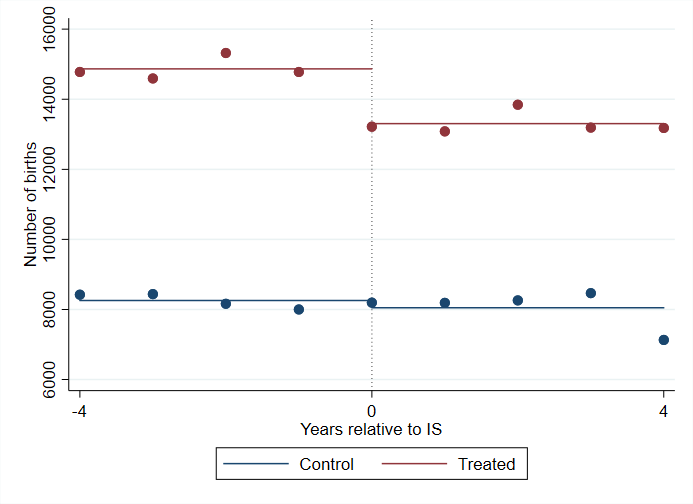 Number of births
16000
14000
12000
10000
8000
6000
-4
0
4
Years relative to IS
Control
Treated